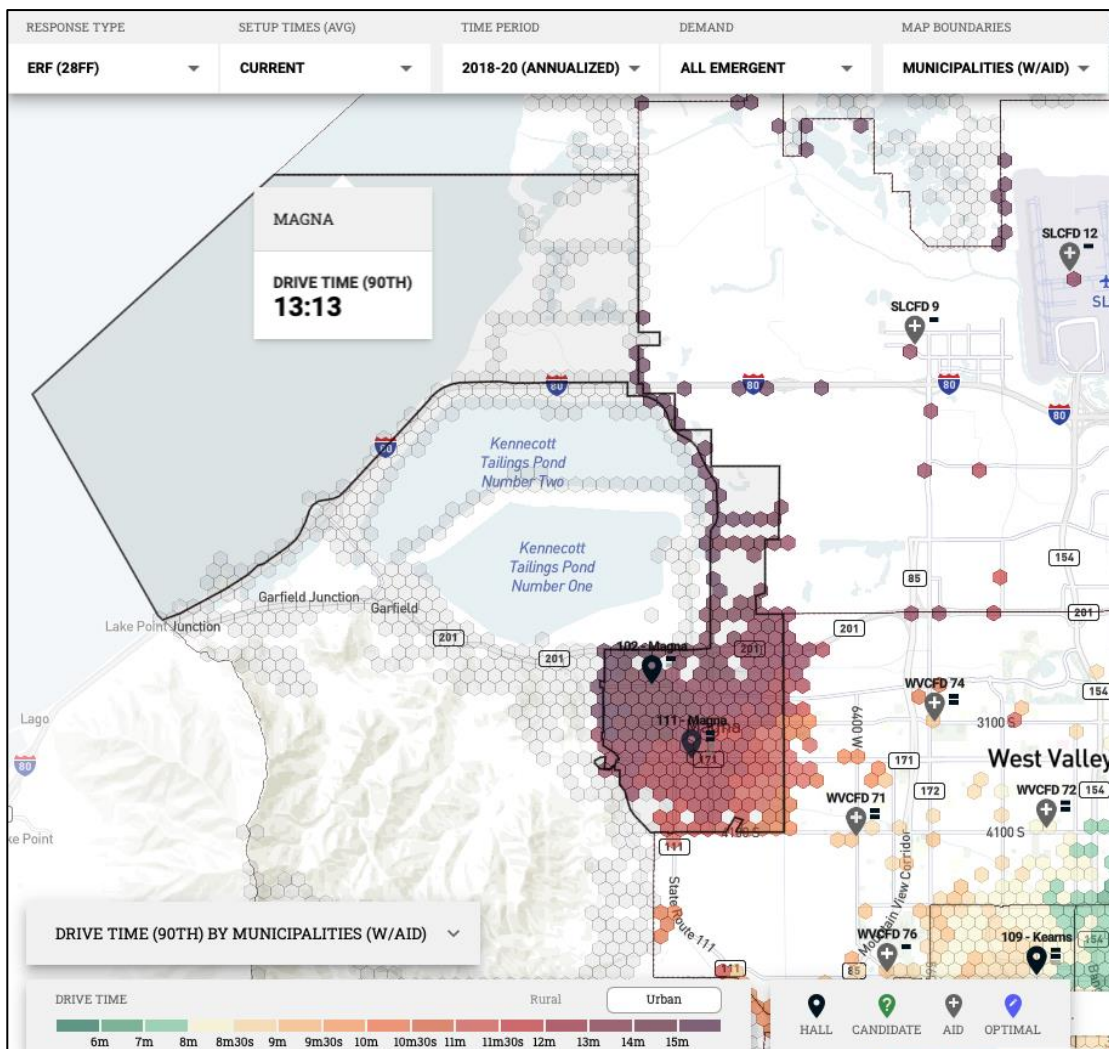 RESPONSE TYPE SETUP TIMES (AVG) TIME PERIOD DEMAND MAP BOUNDARIES
ERF (28FF) CURRENT 2018-20 (ANNUALIZED) ALL EMERGENT MUNICIPALITIES (W/AID)
MAGNA
DRIVE TIME (90TH)
13:13
SLCFD 12
SL
SLCFD 9
80
80
80
80
80
Kennecott
Tailings Pond
Number Two
Kennecott
Tailings Pond
Number One
154
85
Garfield Junction
Garfield
201
Lake Point Junction
201
201
201
201
102 - Magna
WVCFD 74
154
111 - Magna
Magna
3100 S
Lago
6400 W
171
171
West Valley
172
WVCFD 72
154
WVCFD 71
4100 S
4100 S
ke Point
111
State Route 111
Mountain View Corridor
DRIVE TIME (90TH) BY MUNICIPALITIES (W/AID)
WVCFD 76
109 - Kearns
154
111
85
DRIVE TIME Rural Urban
6m 7m 8m 8m30s 9m 9m30s 10m 10m30s 11m 11m30s 12m 13m 14m 15m
HALL CANDIDATE AID OPTIMAL